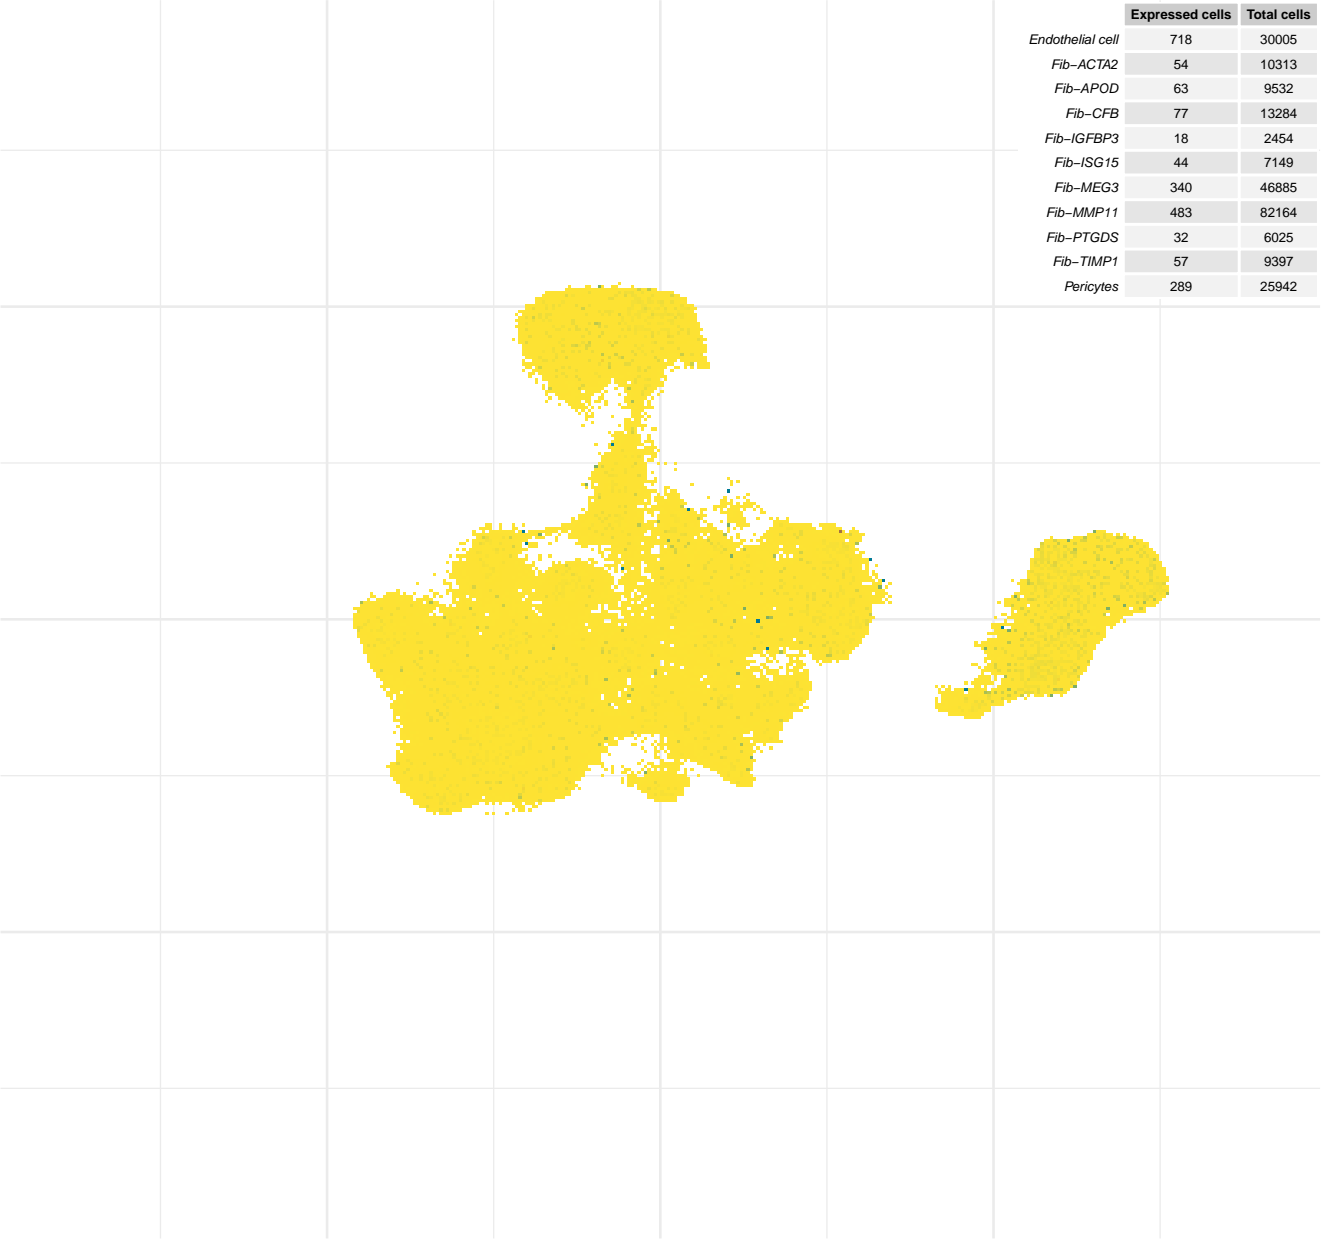 Expressed cells Total cells
Endothelial cell 718 30005
Fib−ACTA2 54 10313
Fib−APOD 63 9532
Fib−CFB 77 13284
Fib−IGFBP3 18 2454
Fib−ISG15 44 7149
Fib−MEG3 340 46885
Fib−MMP11 483 82164
Fib−PTGDS 32 6025
Fib−TIMP1 57 9397
Pericytes 289 25942